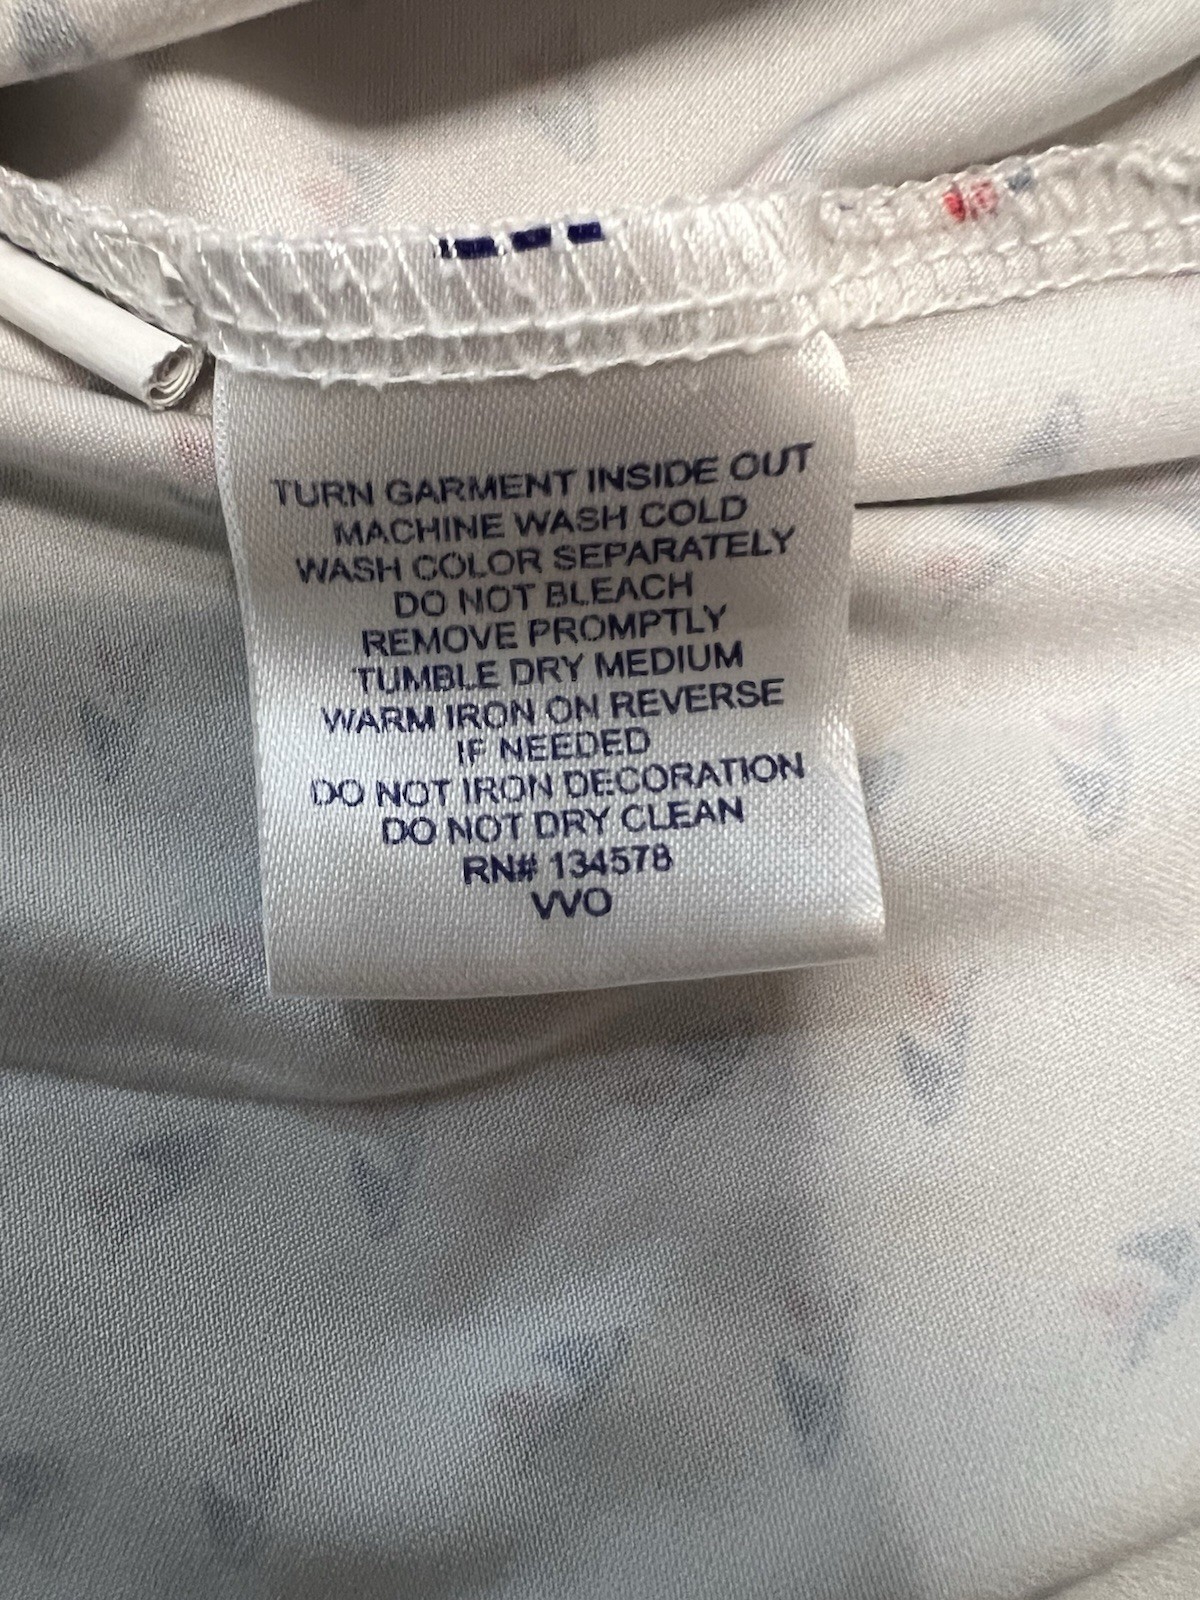 TURN GARMENT INSIDE OUT
MACHINE WASH COLD
WASH COLOR SEPARATELY
DO NOT BLEACH
REMOVE PROMPTLY
TUMBLE DRY MEDIUM
WARM IRON ON REVERSE
IF NEEDED
DO NOT IRON DECORATION
DO NOT DRY CLEAN
RN# 134578
VVO